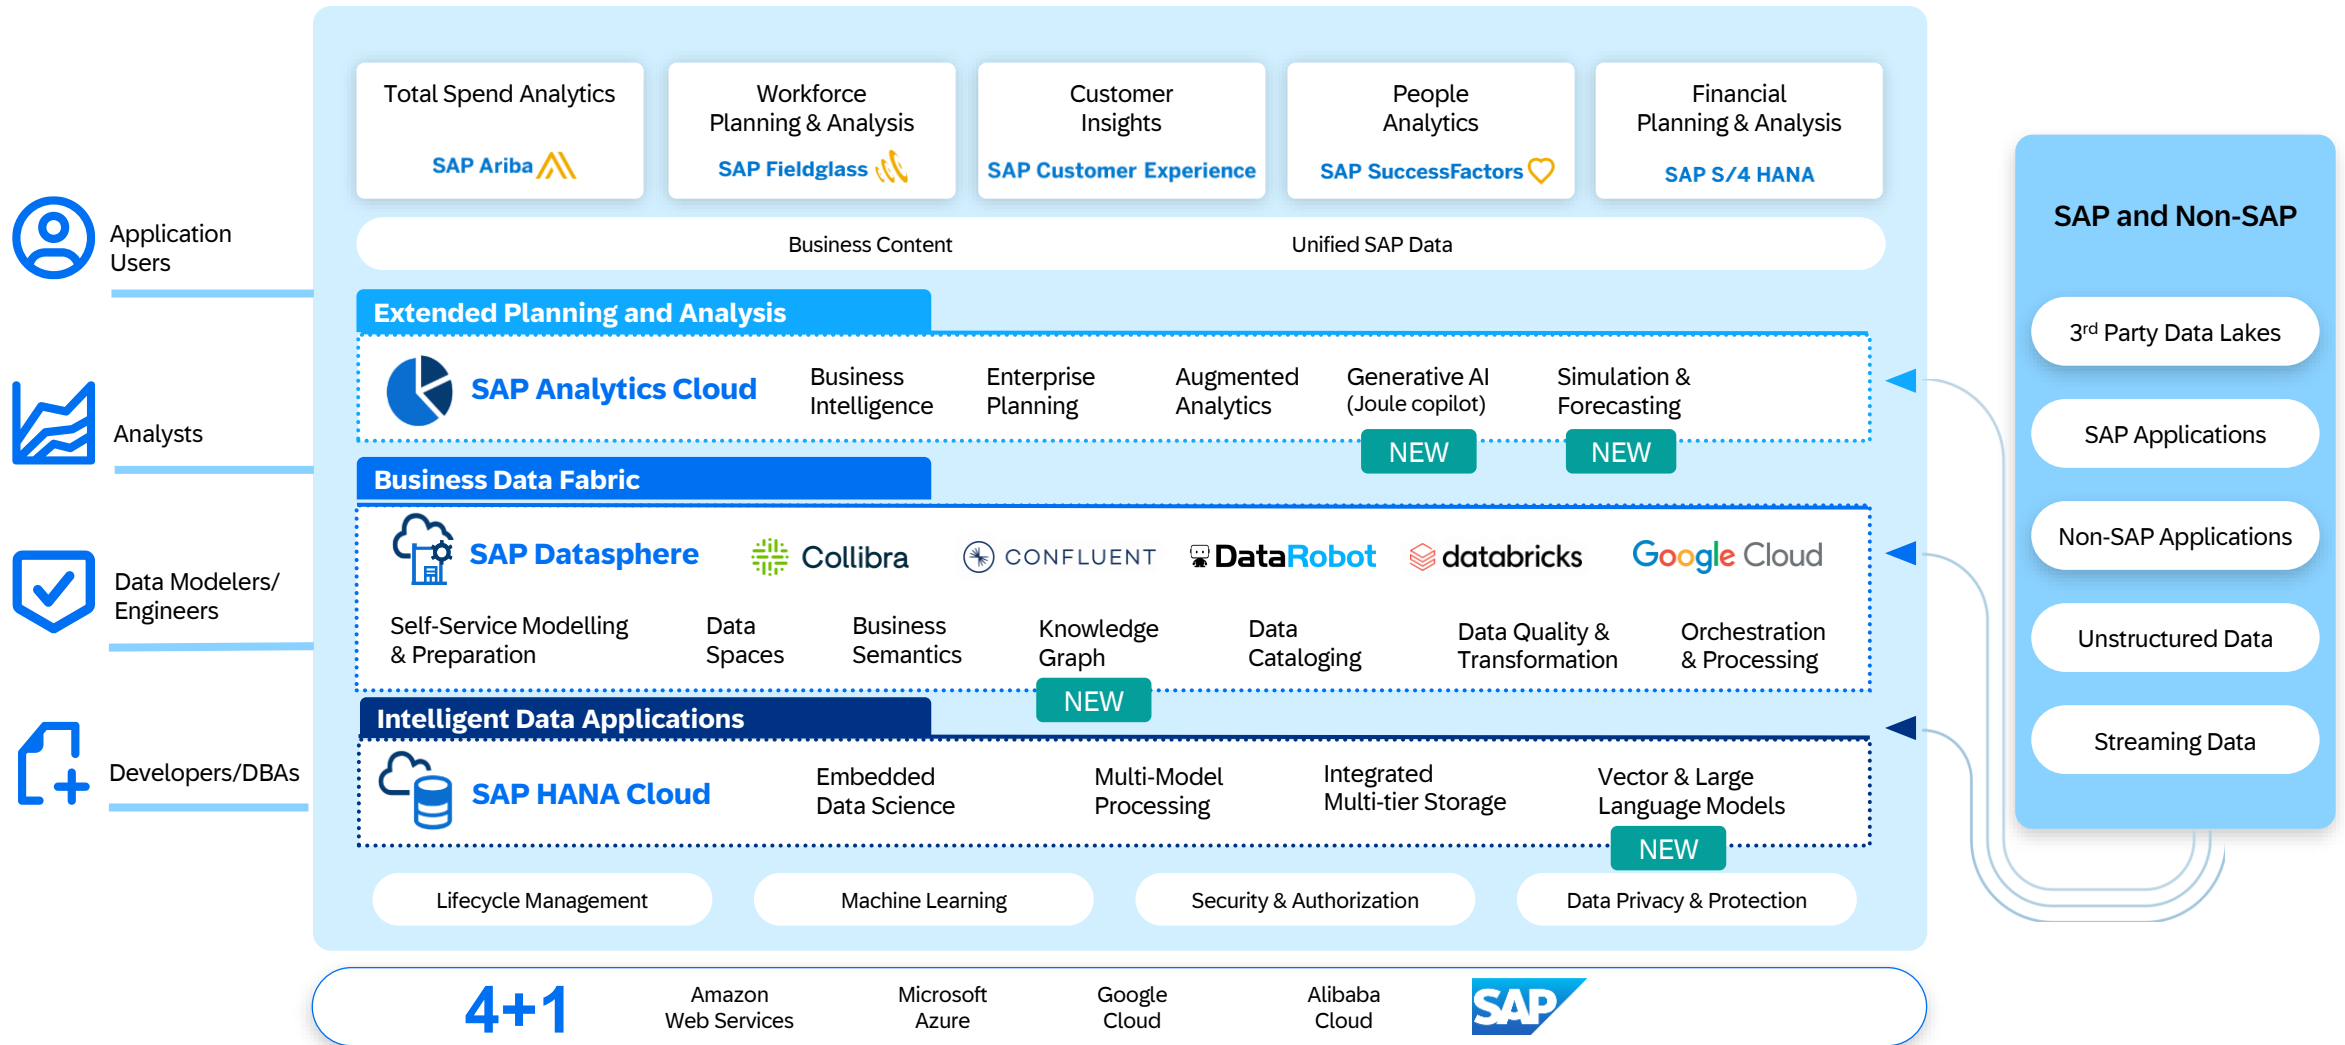 Total Spend Analytics
SAP Ariba
Workforce
Planning & Analysis
SAP Fieldglass
Customer
Insights
SAP Customer Experience
People
Analytics
SAP SuccessFactors
Financial
Planning & Analysis
SAP S/4 HANA
Business Content
Unified SAP Data
Application
Users
Analysts
Data Modelers/
Engineers
Developers/DBAs
Extended Planning and Analysis
SAP Analytics Cloud
Business
Intelligence
Enterprise
Planning
Augmented
Analytics
Generative AI
(Joule copilot)
NEW
Simulation &
Forecasting
NEW
Business Data Fabric
SAP Datasphere
Collibra
CONFLUENT
DataRobot
databricks
Google Cloud
Self-Service Modelling
& Preparation
Data
Spaces
Business
Semantics
Knowledge
Graph
NEW
Data
Cataloging
Data Quality &
Transformation
Orchestration
& Processing
Intelligent Data Applications
SAP HANA Cloud
Embedded
Data Science
Multi-Model
Processing
Integrated
Multi-tier Storage
Vector & Large
Language Models
NEW
Lifecycle Management
Machine Learning
Security & Authorization
Data Privacy & Protection
4+1
Amazon
Web Services
Microsoft
Azure
Google
Cloud
Alibaba
Cloud
SAP
SAP and Non-SAP
3rd Party Data Lakes
SAP Applications
Non-SAP Applications
Unstructured Data
Streaming Data